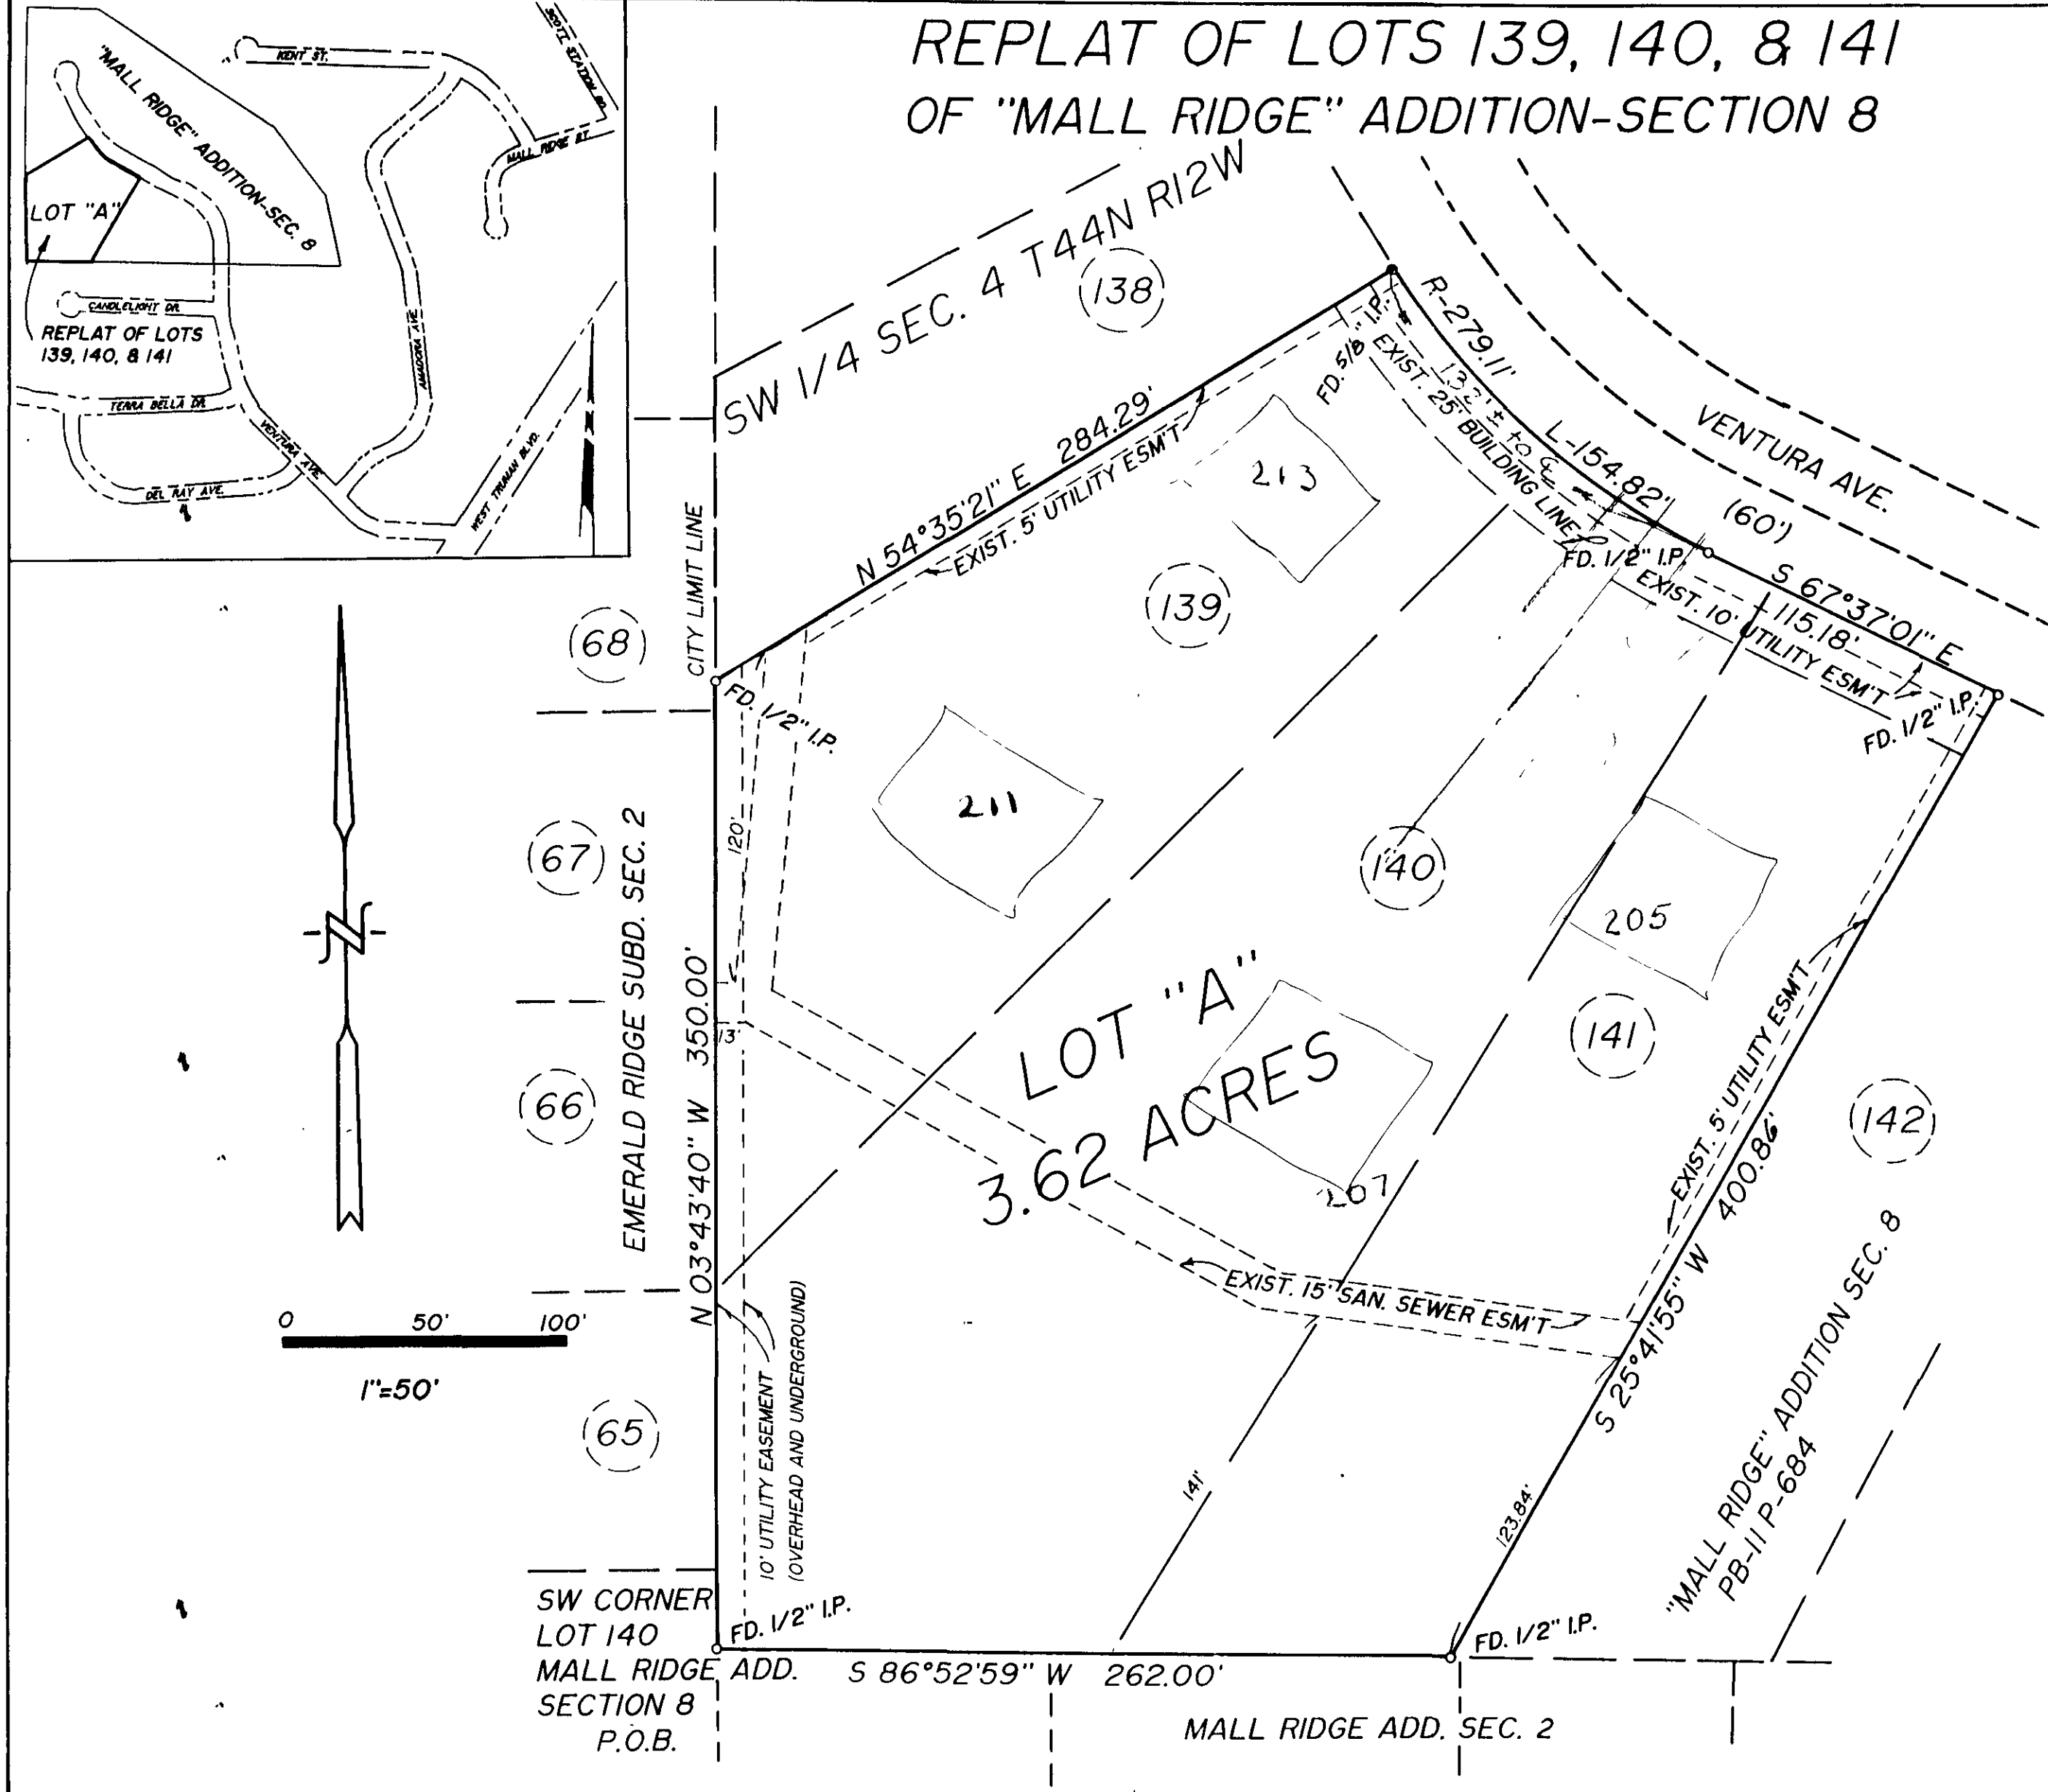 REPLAT OF LOTS 139, 140, & 141
OF "MALL RIDGE" ADDITION-SECTION 8
KENT ST.
SCOTT STATION RD.
MALL RIDGE ST.
"MALL RIDGE" ADDITION-SEC. 8
LOT "A"
CANDLELIGHT DR.
REPLAT OF LOTS
139, 140, & 141
AMADORA AVE.
TERRA BELLA DR.
VENTURA AVE.
DEL RAY AVE.
WEST TRUMAN BLVD.
SW 1/4 SEC. 4 T44N R12W
138
R-279.11'
L-154.82'
FD. 5/8" I.P.
132'± to ℄
EXIST. 25' BUILDING LINE
VENTURA AVE.
(60')
N 54°35'21" E 284.29'
EXIST. 5' UTILITY ESM'T
213
CITY LIMIT LINE
FD. 1/2" I.P.
S 67°37'01" E
115.18'
EXIST. 10' UTILITY ESM'T
FD. 1/2" I.P.
139
68
FD. 1/2" I.P.
211
120'
67
140
205
EMERALD RIDGE SUBD. SEC. 2
N 03°43'40" W 350.00'
13'
LOT "A"
3.62 ACRES
141
EXIST. 5' UTILITY ESM'T
66
142
207
EXIST. 15' SAN. SEWER ESM'T
S 25°41'55" W 400.86'
0 50' 100'
1"=50'
65
10' UTILITY EASEMENT
(OVERHEAD AND UNDERGROUND)
141'
123.84'
"MALL RIDGE" ADDITION SEC. 8
PB-11 P-684
SW CORNER
LOT 140
MALL RIDGE ADD.
SECTION 8
P.O.B.
FD. 1/2" I.P.
FD. 1/2" I.P.
S 86°52'59" W 262.00'
MALL RIDGE ADD. SEC. 2
N